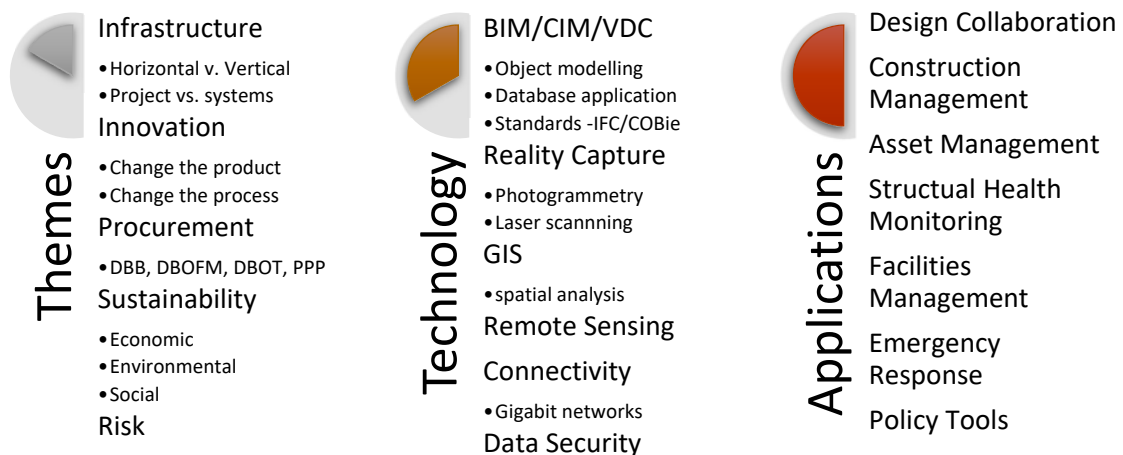 Themes
Infrastructure
•Horizontal v. Vertical
•Project vs. systems
Innovation
•Change the product
•Change the process
Procurement
•DBB, DBOFM, DBOT, PPP
Sustainability
•Economic
•Environmental
•Social
Risk
Technology
BIM/CIM/VDC
•Object modelling
•Database application
•Standards -IFC/COBie
Reality Capture
•Photogrammetry
•Laser scannning
GIS
•spatial analysis
Remote Sensing
Connectivity
•Gigabit networks
Data Security
Applications
Design Collaboration
Construction
Management
Asset Management
Structual Health
Monitoring
Facilities
Management
Emergency
Response
Policy Tools